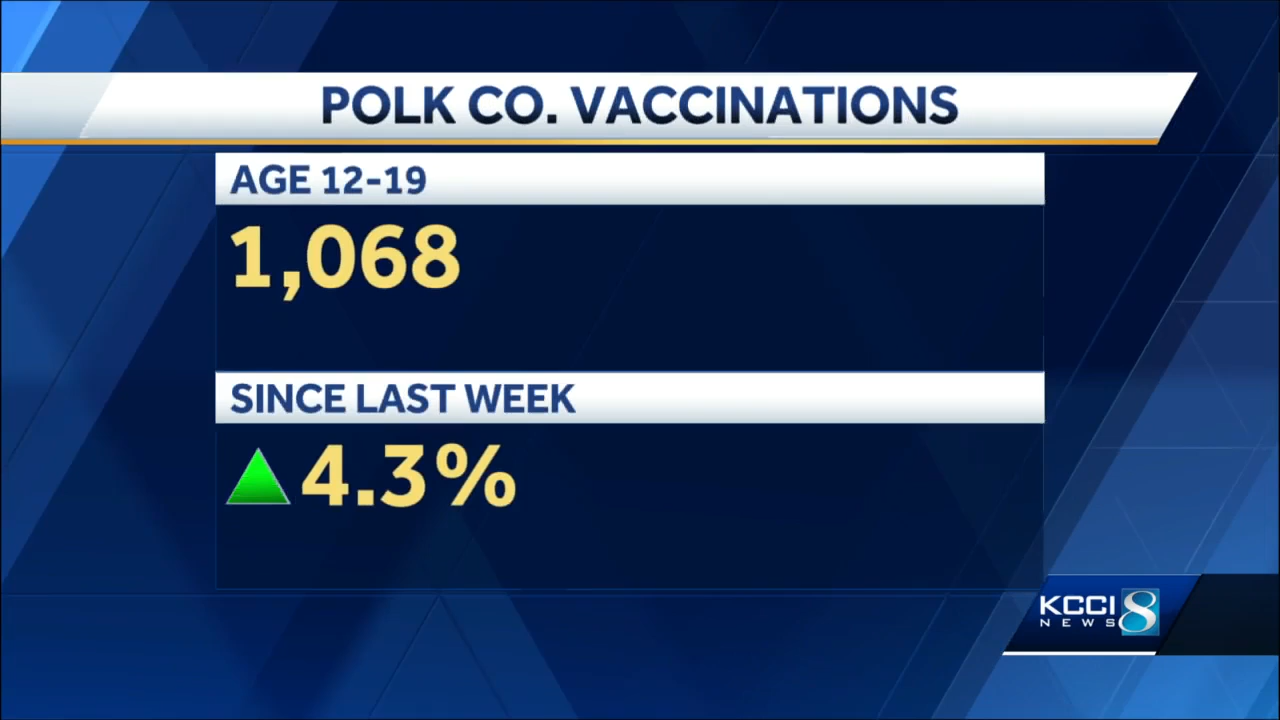 POLK CO. VACCINATIONS
AGE 12-19
1,068
SINCE LAST WEEK
4.3%
KCCI 8
NEWS